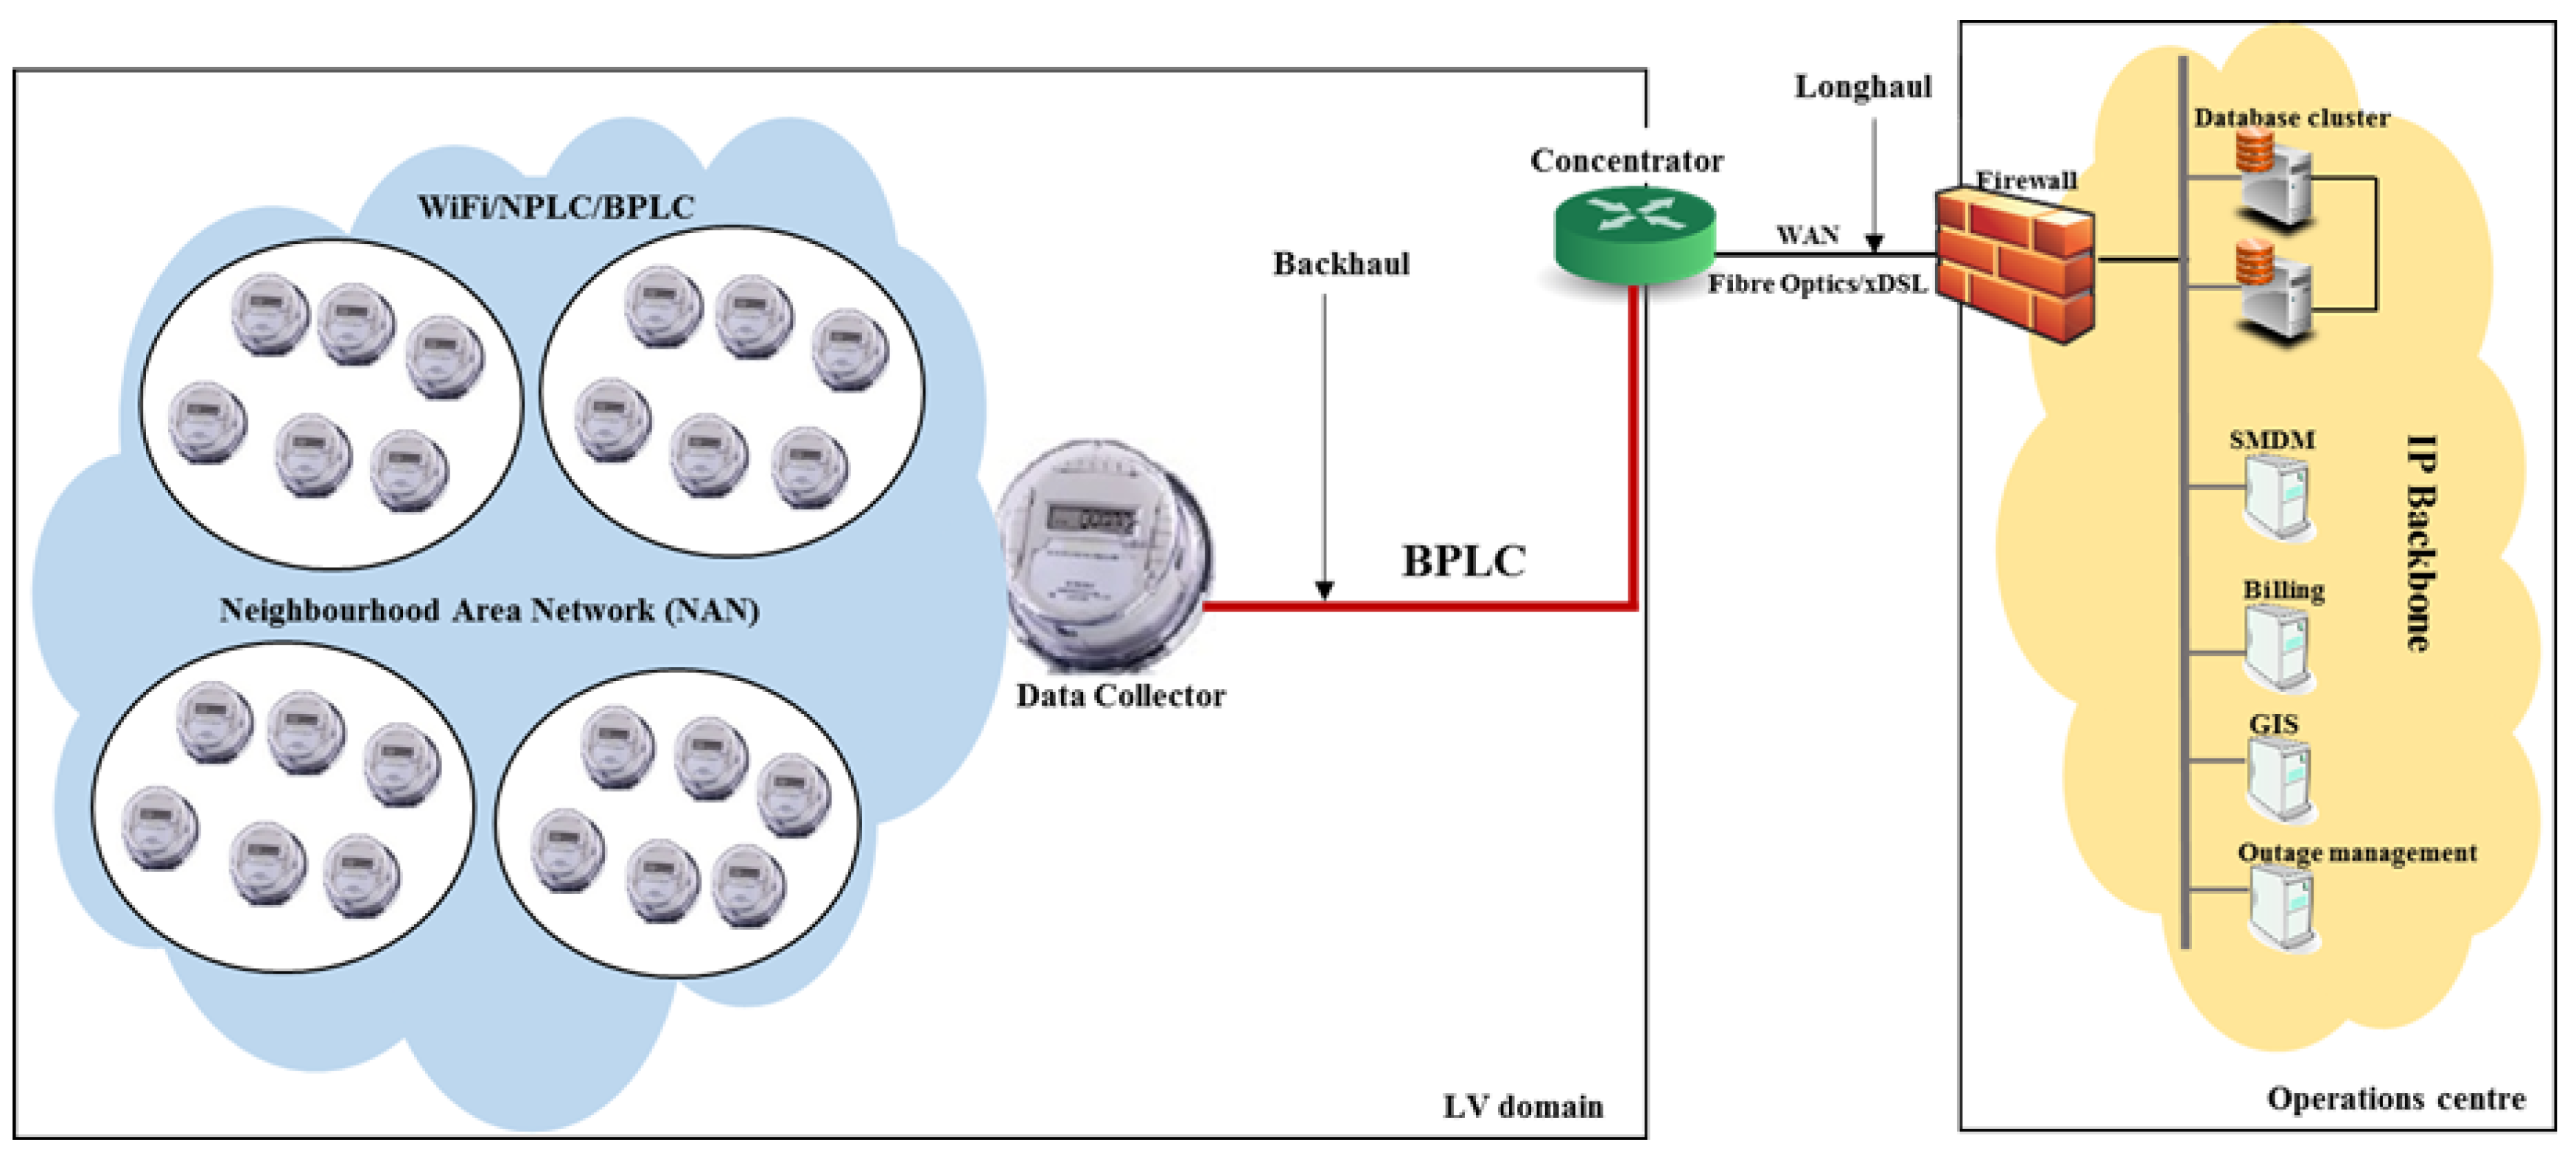 WiFi/NPLC/BPLC
Neighbourhood Area Network (NAN)
Data Collector
Backhaul
BPLC
LV domain
Concentrator
Longhaul
WAN
Fibre Optics/xDSL
Firewall
Database cluster
SMDM
Billing
GIS
Outage management
IP Backbone
Operations centre